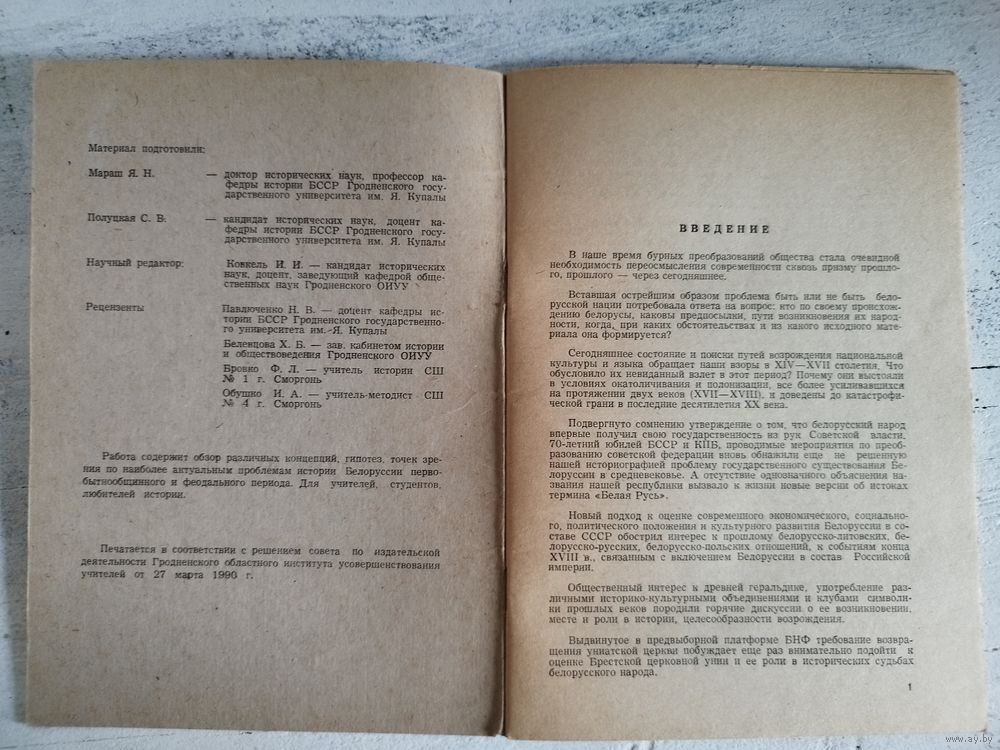 Материал подготовили:
Мараш Я. Н. — доктор исторических наук, профессор ка-
федры истории БССР Гродненского госу-
дарственного университета им. Я. Купалы
Полуцкая С. В. — кандидат исторических наук, доцент ка-
федры истории БССР Гродненского госу-
дарственного университета им. Я. Купалы
Научный редактор: Ковкель И. И. — кандидат исторических
наук, доцент, заведующий кафедрой общест-
венных наук Гродненского ОИУУ
Рецензенты Павлюченко Н. В. — доцент кафедры ис-
тории БССР Гродненского государственно-
го университета им. Я. Купалы
Белевцова Х. Б. — зав. кабинетом истории
и обществоведения Гродненского ОИУУ
Бровко Ф. Л. — учитель истории СШ
№ 1 г. Сморгонь
Обушко И. А. — учитель-методист СШ
№ 4 г. Сморгонь
Работа содержит обзор различных концепций, гипотез, точек зре-
ния по наиболее актуальным проблемам истории Белоруссии перво-
бытнообщинного и феодального периода. Для учителей, студентов,
любителей истории.
Печатается в соответствии с решением совета по издательской
деятельности Гродненского областного института усовершенствования
учителей от 27 марта 1990 г.
ВВЕДЕНИЕ
В наше время бурных преобразований общества стала очевидной
необходимость переосмысления современности сквозь призму прошло-
го, прошлого — через сегодняшнее.
Вставшая острейшим образом проблема быть или не быть бело-
русской нации потребовала ответа на вопрос: кто по своему происхож-
дению белорусы, каковы предпосылки, пути возникновения их народ-
ности, когда, при каких обстоятельствах и из какого исходного мате-
риала она формируется?
Сегодняшнее состояние и поиски путей возрождения национальной
культуры и языка обращает наши взоры в XIV—XVII столетия. Что
обусловило их невиданный взлет в этот период? Почему они выстояли
в условиях окатоличивания и полонизации, все более усиливавшихся
на протяжении двух веков (XVII—XVIII), и доведены до катастрофи-
ческой грани в последние десятилетия XX века.
Подвергнуто сомнению утверждение о том, что белорусский народ
впервые получил свою государственность из рук Советской власти.
70-летний юбилей БССР и КПБ, проводимые мероприятия по преоб-
разованию советской федерации вновь обнажили еще не решенную
нашей историографией проблему государственного существования Бе-
лоруссии в средневековье. А отсутствие однозначного объяснения на-
звания нашей республики вызвало к жизни новые версии об истоках
термина «Белая Русь».
Новый подход к оценке современного экономического, социально-
го, политического положения и культурного развития Белоруссии в со-
ставе СССР обострил интерес к прошлому белорусско-литовских, бе-
лорусско-русских, белорусско-польских отношений, к событиям конца
XVIII в., связанным с включением Белоруссии в состав Российской
империи.
Общественный интерес к древней геральдике, употребление раз-
личными историко-культурными объединениями и клубами символи-
ки прошлых веков породили горячие дискуссии о ее возникновении,
месте и роли в истории, целесообразности возрождения.
Выдвинутое в предвыборной платформе БНФ требование возвра-
щения униатской церкви побуждает еще раз внимательно подойти к
оценке Брестской церковной унии и ее роли в исторических судьбах
белорусского народа.
1
www.ay.by